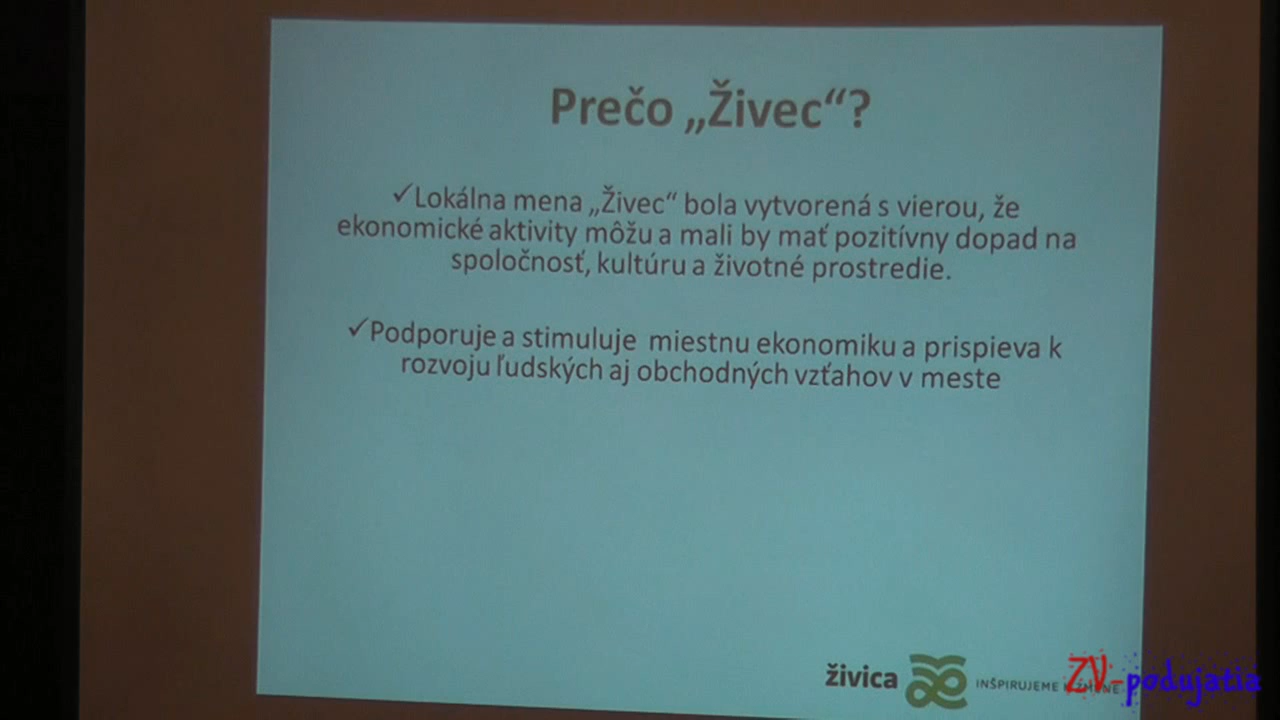 Prečo „Živec“?
✓Lokálna mena „Živec“ bola vytvorená s vierou, že
ekonomické aktivity môžu a mali by mať pozitívny dopad na
spoločnosť, kultúru a životné prostredie.
✓Podporuje a stimuluje miestnu ekonomiku a prispieva k
rozvoju ľudských aj obchodných vzťahov v meste
živica
INŠPIRUJEME
ZV-podujatia